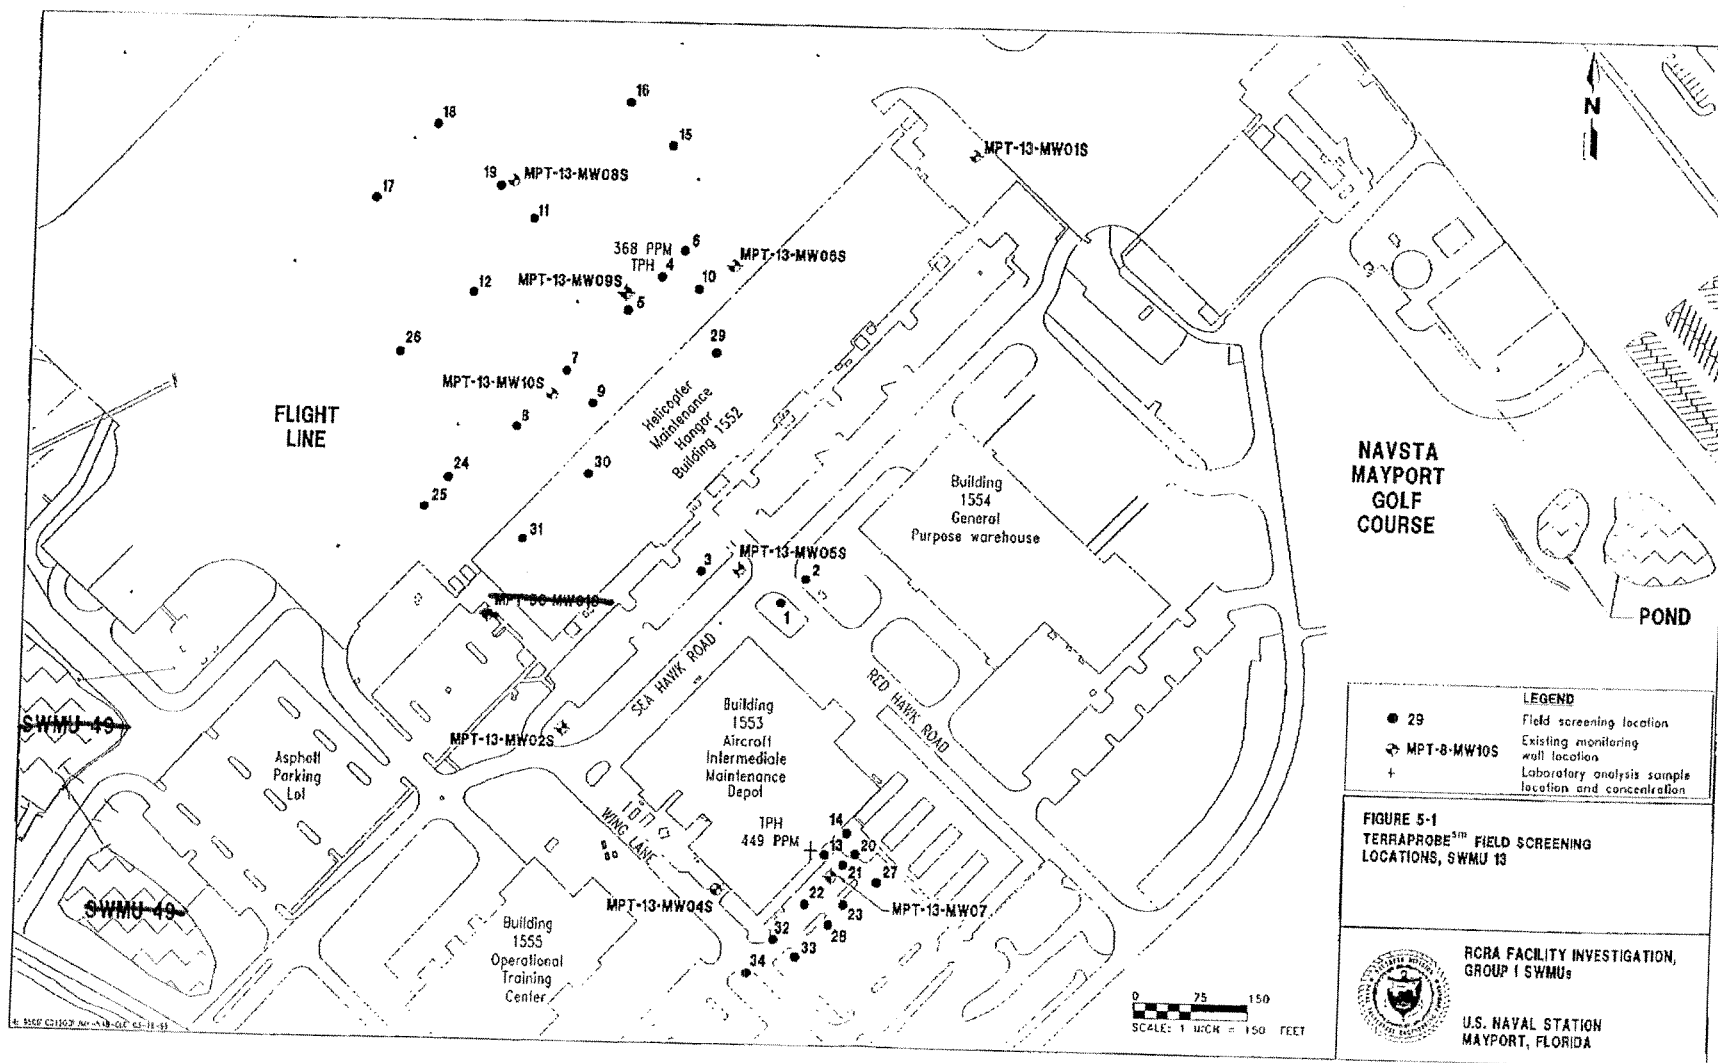 16
18
15
MPT-13-MW01S
N
19
MPT-13-MW08S
17
11
6
368 PPM
TPH
4
MPT-13-MW06S
12
MPT-13-MW09S
10
5
26
29
7
MPT-13-MW10S
9
8
FLIGHT
LINE
Helicopter
Maintenance
Hangar
Building 1552
24
30
25
NAVSTA
MAYPORT
GOLF
COURSE
Building
1554
General
Purpose warehouse
31
3
MPT-13-MW05S
2
1
POND
SEA HAWK ROAD
RED HAWK ROAD
SWMU 49
MPT-13-MW02S
Asphalt
Parking
Lot
Building
1553
Aircraft
Intermediate
Maintenance
Depot
WING LANE
TPH
449 PPM
14
13
20
21
27
22
23
MPT-13-MW04S
MPT-13-MW07
28
SWMU 49
32
33
34
Building
1555
Operational
Training
Center
0 75 150
SCALE: 1 INCH = 150 FEET
LEGEND
29 Field screening location
MPT-8-MW10S Existing monitoring
well location
Laboratory analysis sample
location and concentration
FIGURE 5-1
TERRAPROBE℠ FIELD SCREENING
LOCATIONS, SWMU 13
RCRA FACILITY INVESTIGATION,
GROUP I SWMUs
U.S. NAVAL STATION
MAYPORT, FLORIDA